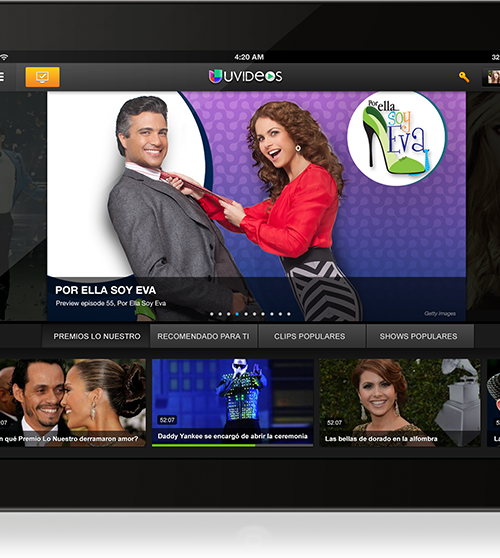 4:20 AM
32
UVIDEOS
Por ella
SOY
Eva
POR ELLA SOY EVA
Preview episode 55, Por Ella Soy Eva
Getty Images
PREMIOS LO NUESTRO
RECOMENDADO PARA TI
CLIPS POPULARES
SHOWS POPULARES
:07
52:07
52:07
n qué Premio Lo Nuestro derramaron amor?
Daddy Yankee se encargó de abrir la ceremonia
Las bellas de dorado en la alfombra
La